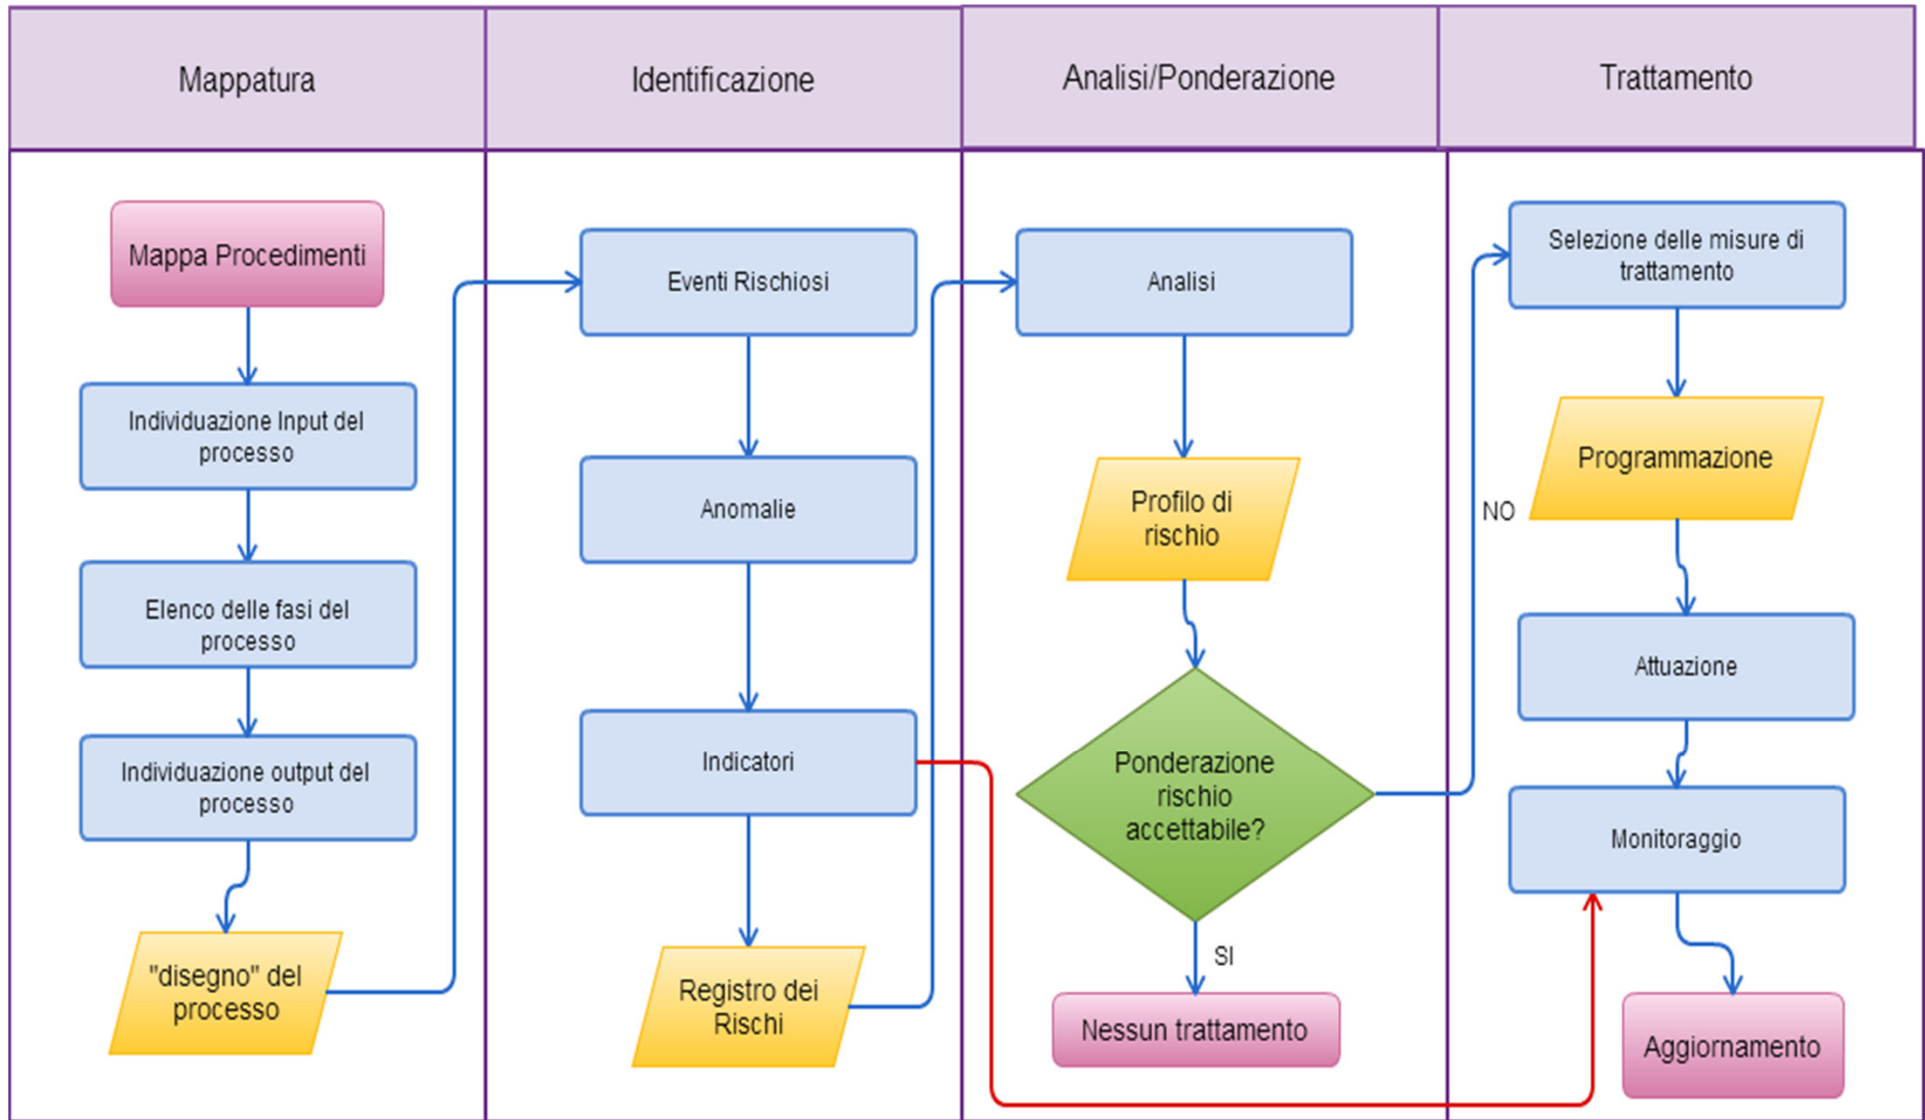 Mappatura
Identificazione
Analisi/Ponderazione
Trattamento
Mappa Procedimenti
Individuazione Input del
processo
Elenco delle fasi del
processo
Individuazione output del
processo
"disegno" del
processo
Eventi Rischiosi
Anomalie
Indicatori
Registro dei
Rischi
Analisi
Profilo di
rischio
Ponderazione
rischio
accettabile?
SI
Nessun trattamento
NO
Selezione delle misure di
trattamento
Programmazione
Attuazione
Monitoraggio
Aggiornamento